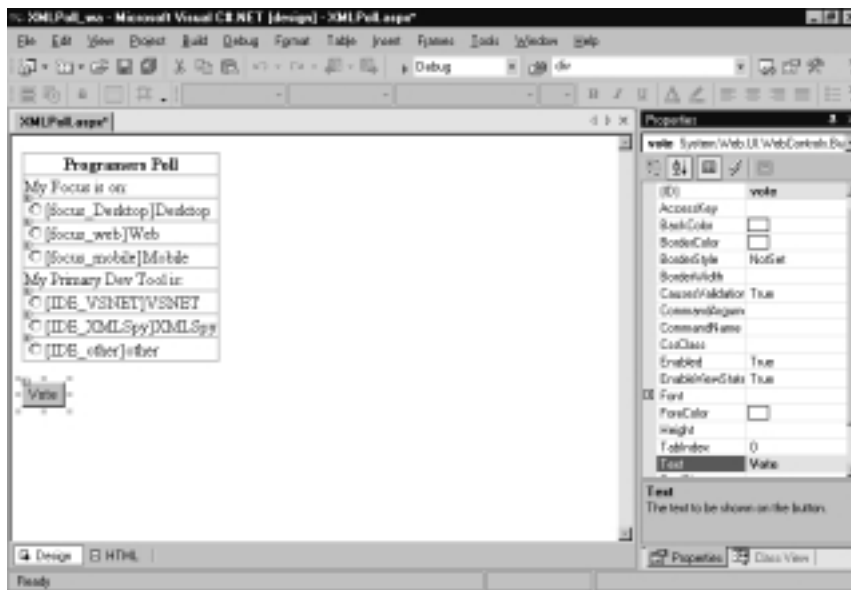 XMLPoll_wa - Microsoft Visual C#.NET [design] - XMLPoll.aspx*
File Edit View Project Build Debug Format Table Insert Frames Tools Window Help
Debug div
B I U
XMLPoll.aspx*
Programers Poll
My Focus is on:
[focus_Desktop]Desktop
[focus_web]Web
[focus_mobile]Mobile
My Primary Dev Tool is:
[IDE_VSNET]VSNET
[IDE_XMLSpy]XMLSpy
[IDE_other]other
Vote
Design HTML
Properties
vote System.Web.UI.WebControls.Bu
(ID) vote
AccessKey
BackColor
BorderColor
BorderStyle NotSet
BorderWidth
CausesValidation True
CommandArgum
CommandName
CssClass
Enabled True
EnableViewState True
Font
ForeColor
Height
TabIndex 0
Text Vote
Text
The text to be shown on the button.
Properties Class View
Ready